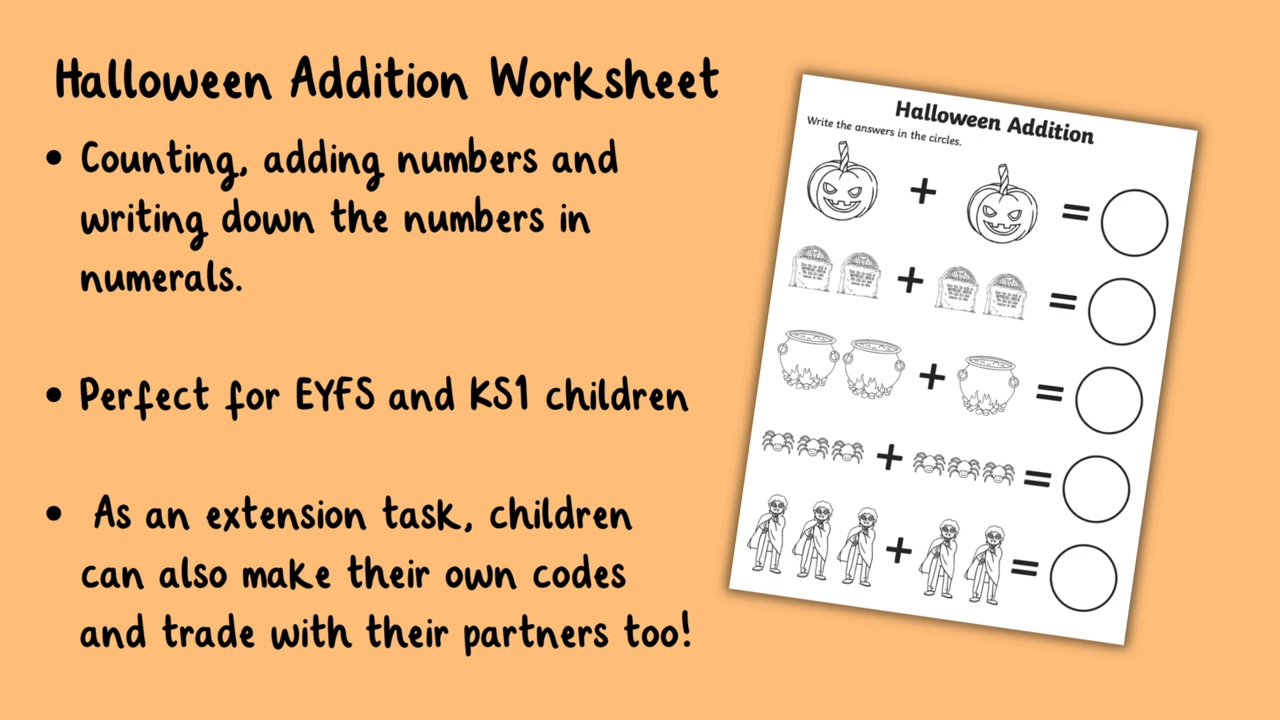 Halloween Addition Worksheet
• Counting, adding numbers and
writing down the numbers in
numerals.
• Perfect for EYFS and KS1 children
• As an extension task, children
can also make their own codes
and trade with their partners too!
Halloween Addition
Write the answers in the circles.
+ =
+ =
+ =
+ =
+ =